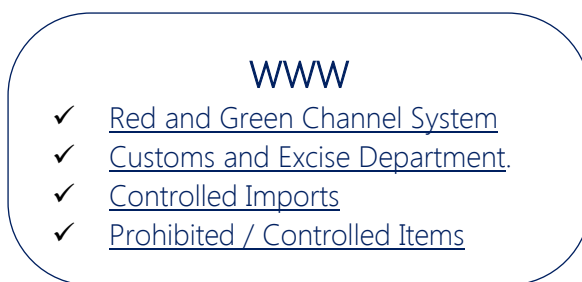 WWW
✓ Red and Green Channel System
✓ Customs and Excise Department.
✓ Controlled Imports
✓ Prohibited / Controlled Items